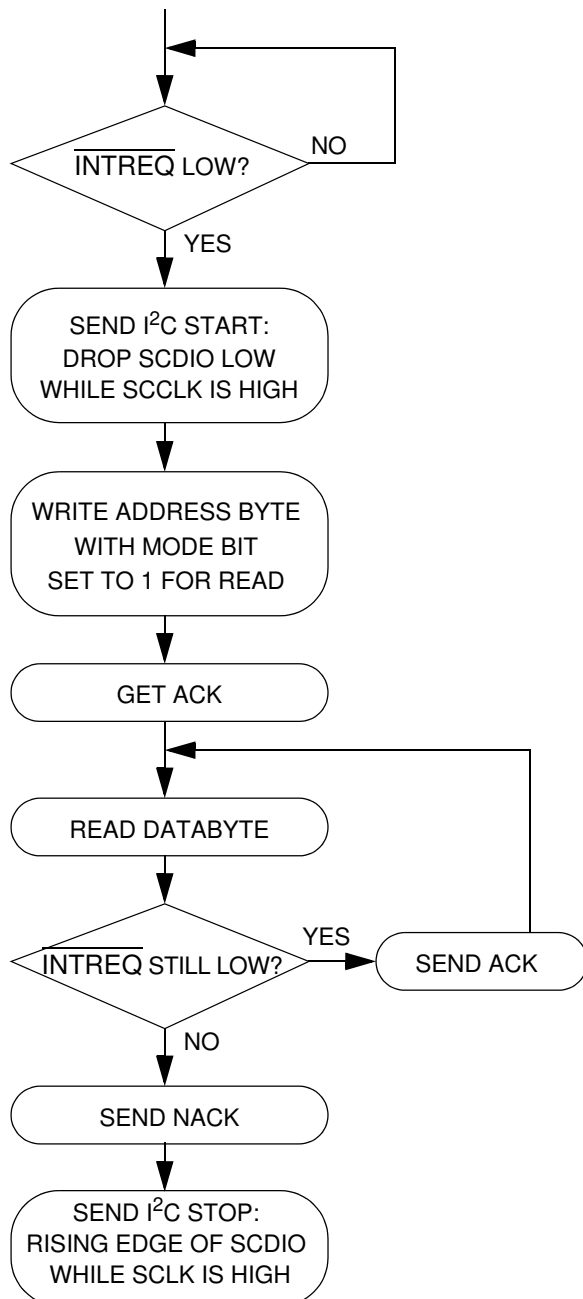 INTREQ LOW?
NO
YES
SEND I²C START:
DROP SCDIO LOW
WHILE SCCLK IS HIGH
WRITE ADDRESS BYTE
WITH MODE BIT
SET TO 1 FOR READ
GET ACK
READ DATABYTE
INTREQ STILL LOW?
YES
SEND ACK
NO
SEND NACK
SEND I²C STOP:
RISING EDGE OF SCDIO
WHILE SCLK IS HIGH